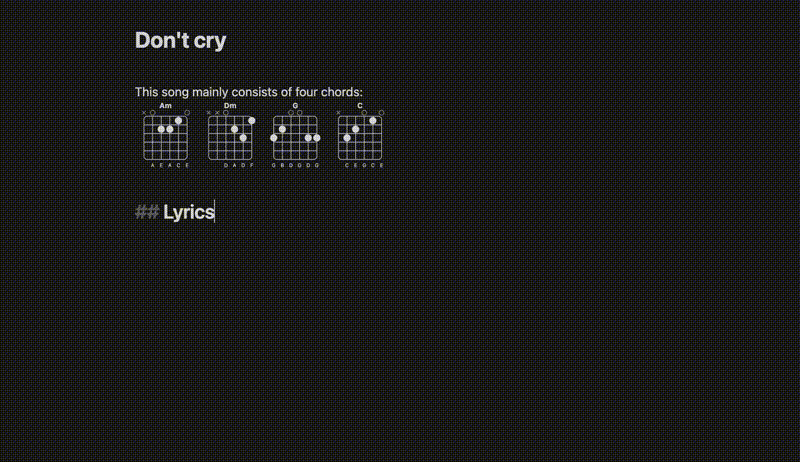 Don't cry
This song mainly consists of four chords:
Am Dm G C
× ○ ○ × × ○ ○ ○ × ○ ○
A E A C E D A D F G B D G D G C E G C E
## Lyrics